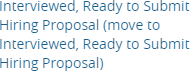 Interviewed, Ready to Submit
Hiring Proposal (move to
Interviewed, Ready to Submit
Hiring Proposal)